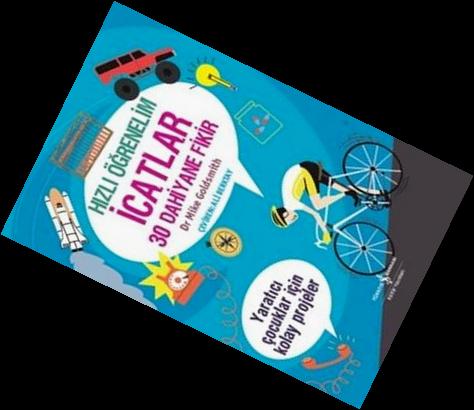 HIZLI ÖĞRENELİM
İCATLAR
30 DAHİYANE FİKİR
Dr Mike Goldsmith
Yaratıcı
çocuklar için
kolay projeler